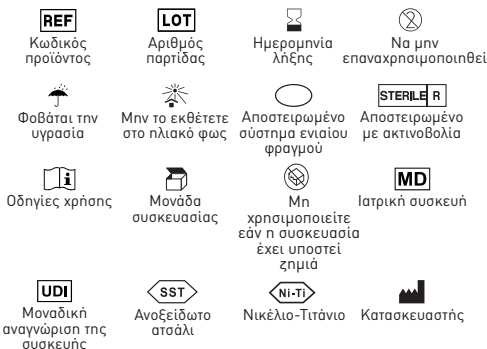 REF
LOT
Κωδικός
προϊόντος
Αριθμός
παρτίδας
Ημερομηνία
λήξης
2
Να μην
επαναχρησιμοποιηθεί
Φοβάται την
υγρασία
Μην το εκθέτετε
στο ηλιακό φως
Αποστειρωμένο
σύστημα ενιαίου
φραγμού
STERILE R
Αποστειρωμένο
με ακτινοβολία
i
Οδηγίες χρήσης
Μονάδα
συσκευασίας
Μη
χρησιμοποιείτε
εάν η συσκευασία
έχει υποστεί
ζημιά
MD
Ιατρική συσκευή
UDI
Μοναδική
αναγνώριση της
συσκευής
SST
Ανοξείδωτο
ατσάλι
Ni-Ti
Νικέλιο-Τιτάνιο
Κατασκευαστής